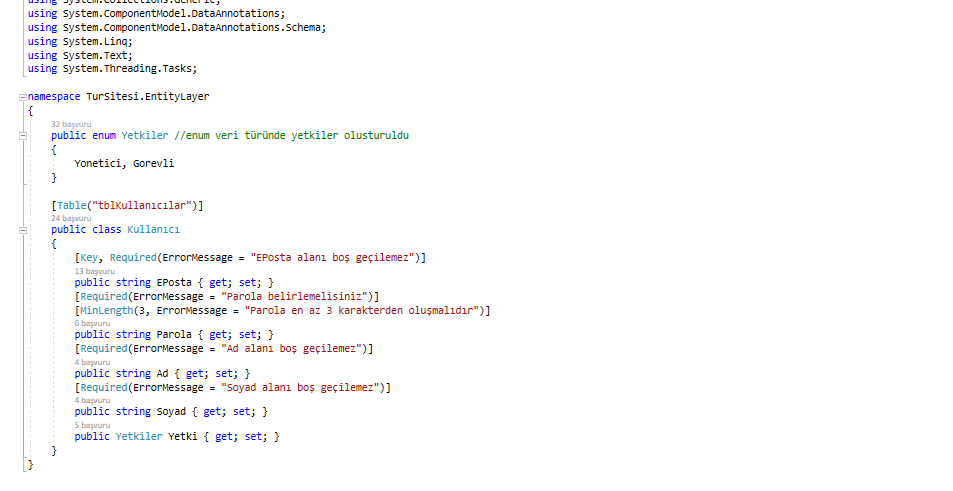 using System.Collections.Generic;
using System.ComponentModel.DataAnnotations;
using System.ComponentModel.DataAnnotations.Schema;
using System.Linq;
using System.Text;
using System.Threading.Tasks;
namespace TurSitesi.EntityLayer
{
32 başvuru
public enum Yetkiler //enum veri türünde yetkiler olusturuldu
{
Yonetici, Gorevli
}
[Table("tblKullanıcılar")]
24 başvuru
public class Kullanıcı
{
[Key, Required(ErrorMessage = "EPosta alanı boş geçilemez")]
13 başvuru
public string EPosta { get; set; }
[Required(ErrorMessage = "Parola belirlemelisiniz")]
[MinLength(3, ErrorMessage = "Parola en az 3 karakterden oluşmalıdır")]
6 başvuru
public string Parola { get; set; }
[Required(ErrorMessage = "Ad alanı boş geçilemez")]
4 başvuru
public string Ad { get; set; }
[Required(ErrorMessage = "Soyad alanı boş geçilemez")]
4 başvuru
public string Soyad { get; set; }
5 başvuru
public Yetkiler Yetki { get; set; }
}
}